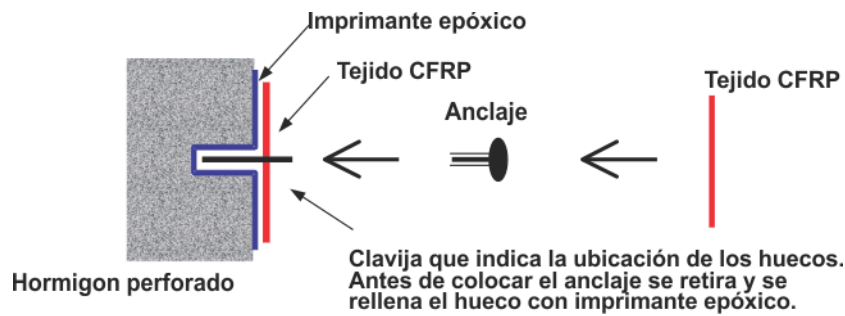 Imprimante epóxico
Tejido CFRP
Tejido CFRP
Anclaje
Clavija que indica la ubicación de los huecos.
Antes de colocar el anclaje se retira y se
rellena el hueco con imprimante epóxico.
Hormigon perforado